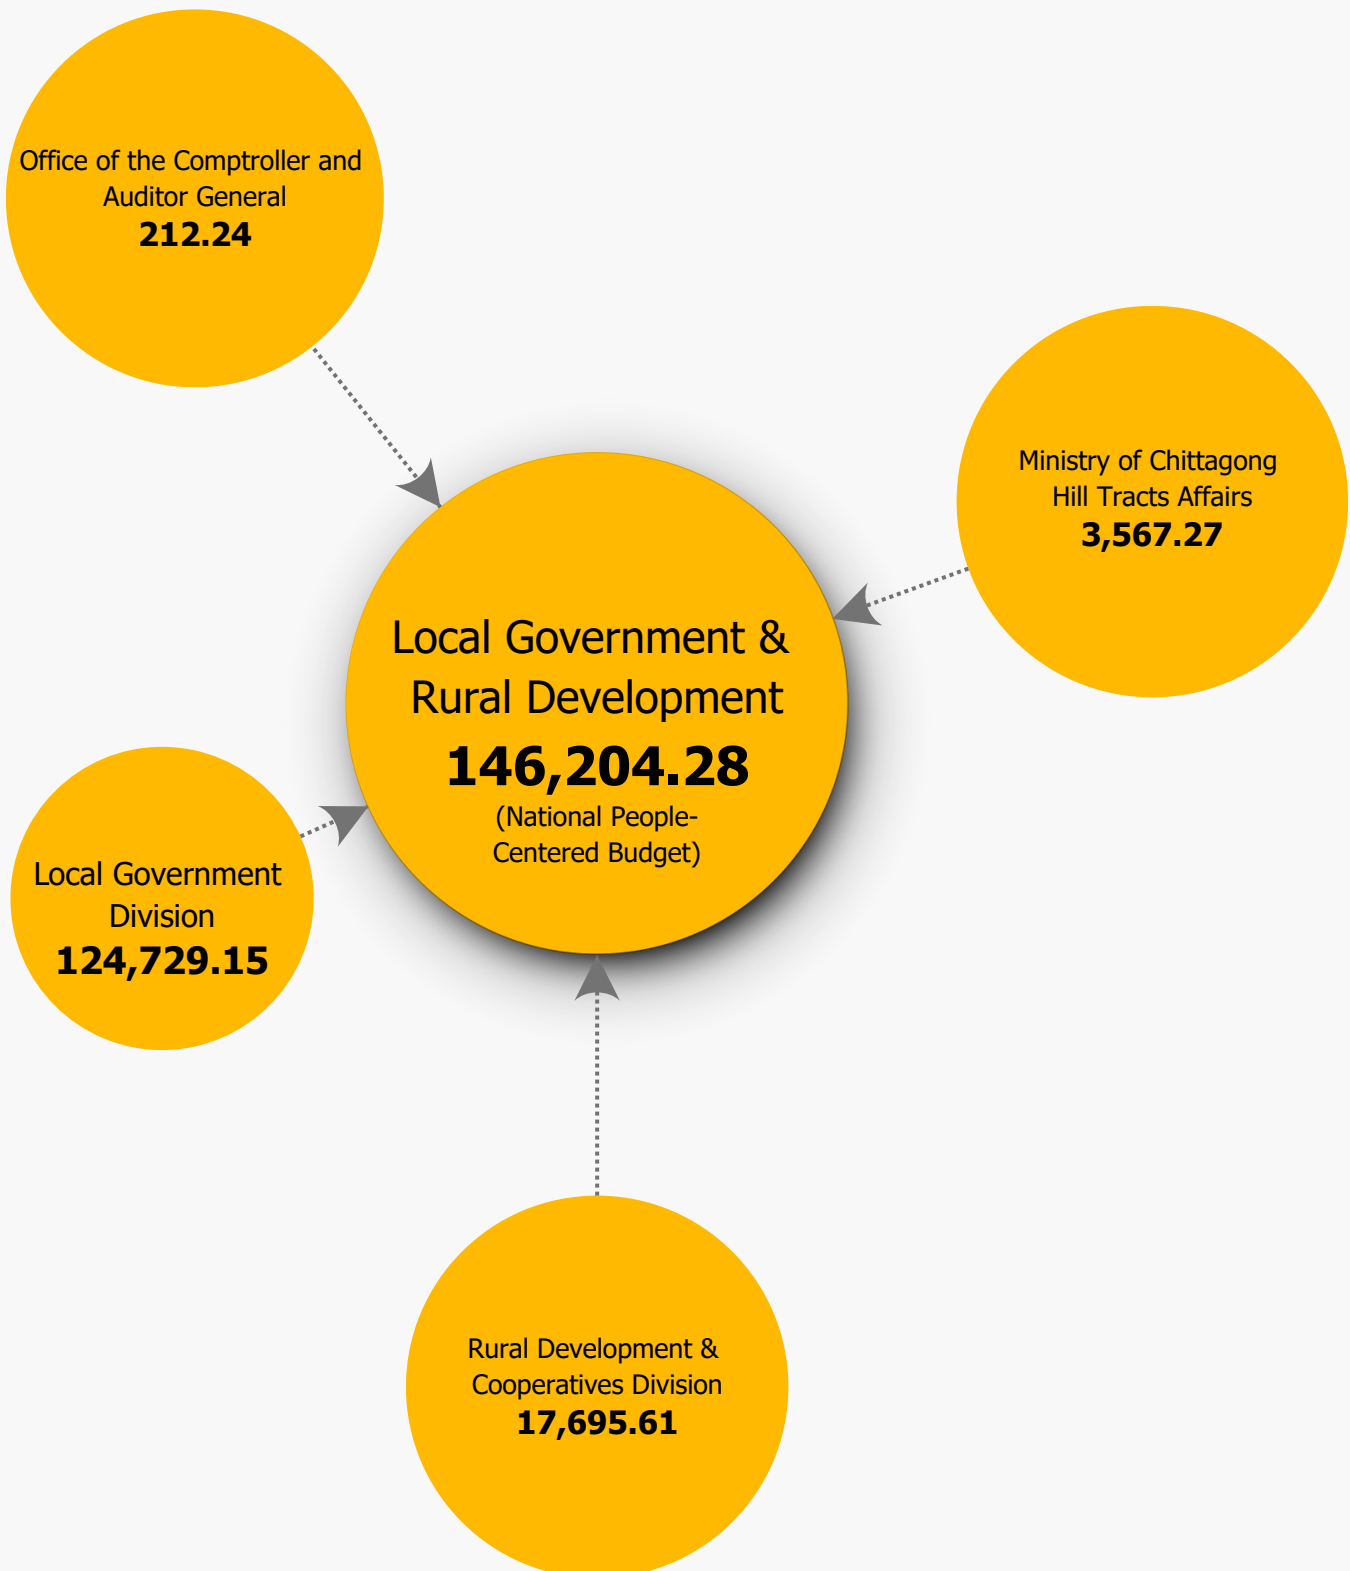 Office of the Comptroller and
Auditor General
212.24
Ministry of Chittagong
Hill Tracts Affairs
3,567.27
Local Government &
Rural Development
146,204.28
(National People-
Centered Budget)
Local Government
Division
124,729.15
Rural Development &
Cooperatives Division
17,695.61